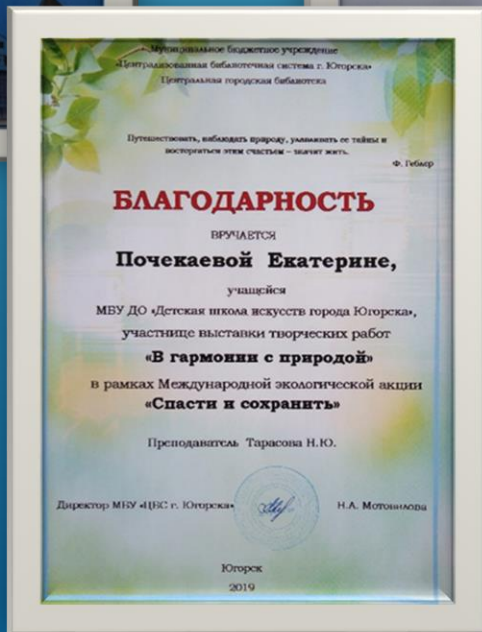 Муниципальное бюджетное учреждение
«Централизованная библиотечная система г. Югорска»
Центральная городская библиотека
Путешествовать, наблюдать природу, улавливать ее тайны и
восторгаться этим счастьем – значит жить.
Ф. Геблер
БЛАГОДАРНОСТЬ
ВРУЧАЕТСЯ
Почекаевой Екатерине,
учащейся
МБУ ДО «Детская школа искусств города Югорска»,
участнице выставки творческих работ
«В гармонии с природой»
в рамках Международной экологической акции
«Спасти и сохранить»
Преподаватель Тарасова Н.Ю.
Директор МБУ «ЦБС г. Югорска»
Н.А. Мотовилова
Югорск
2019